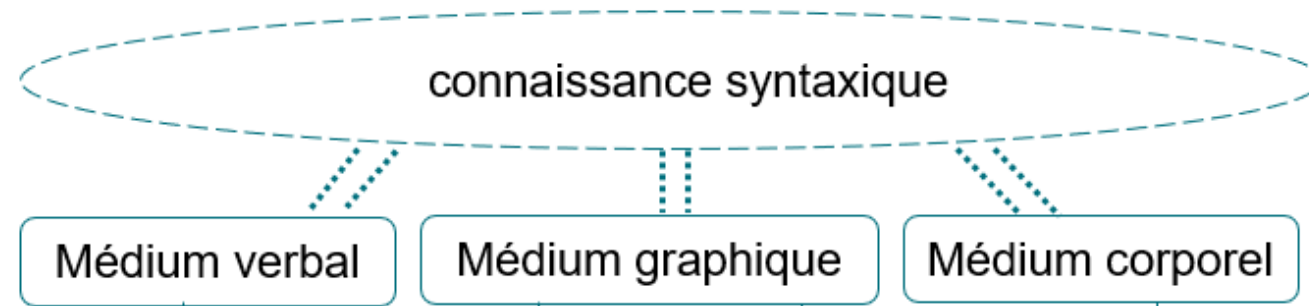 connaissance syntaxique
Médium verbal
Médium graphique
Médium corporel